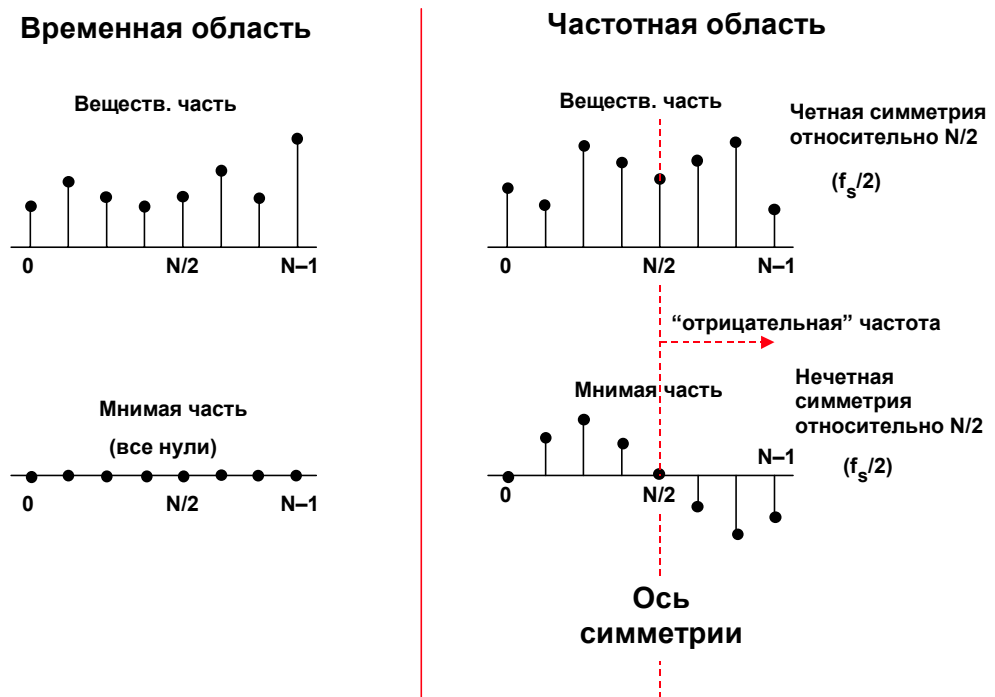 Временная область
Веществ. часть
0
N/2
N–1
Мнимая часть
(все нули)
0
N/2
N–1
Частотная область
Веществ. часть
Четная симметрия
относительно N/2
(fs/2)
0
N/2
N–1
“отрицательная” частота
Мнимая часть
Нечетная
симметрия
относительно N/2
(fs/2)
N–1
0
N/2
Ось
симметрии